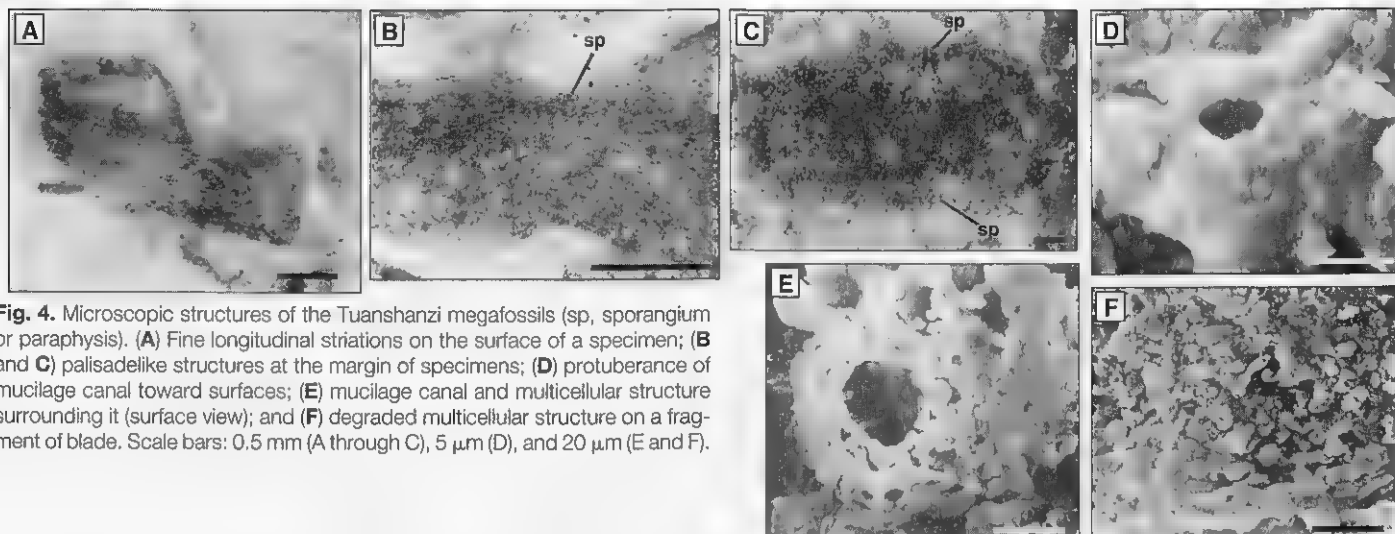 A
B
sp
C
sp
sp
D
E
F
Fig. 4. Microscopic structures of the Tuanshanzi megafossils (sp, sporangium
or paraphysis). (A) Fine longitudinal striations on the surface of a specimen; (B
and C) palisadelike structures at the margin of specimens; (D) protuberance of
mucilage canal toward surfaces; (E) mucilage canal and multicellular structure
surrounding it (surface view); and (F) degraded multicellular structure on a frag-
ment of blade. Scale bars: 0.5 mm (A through C), 5 μm (D), and 20 μm (E and F).